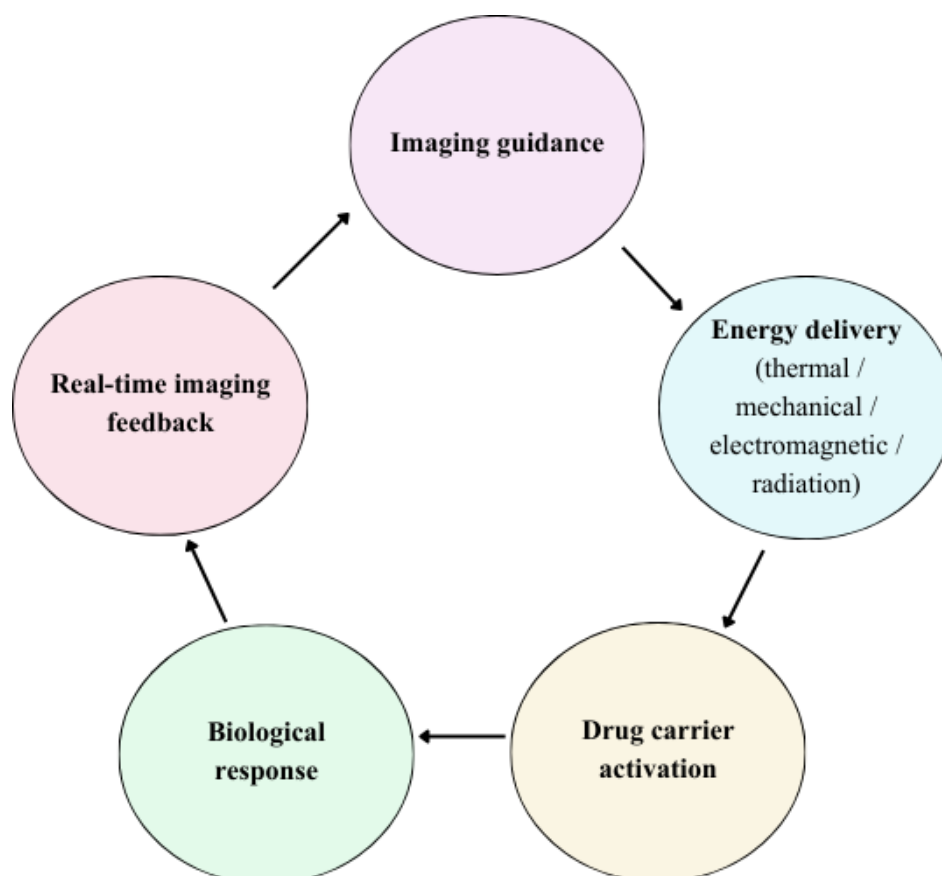 Imaging guidance
Energy delivery
(thermal /
mechanical /
electromagnetic /
radiation)
Drug carrier
activation
Biological
response
Real-time imaging
feedback